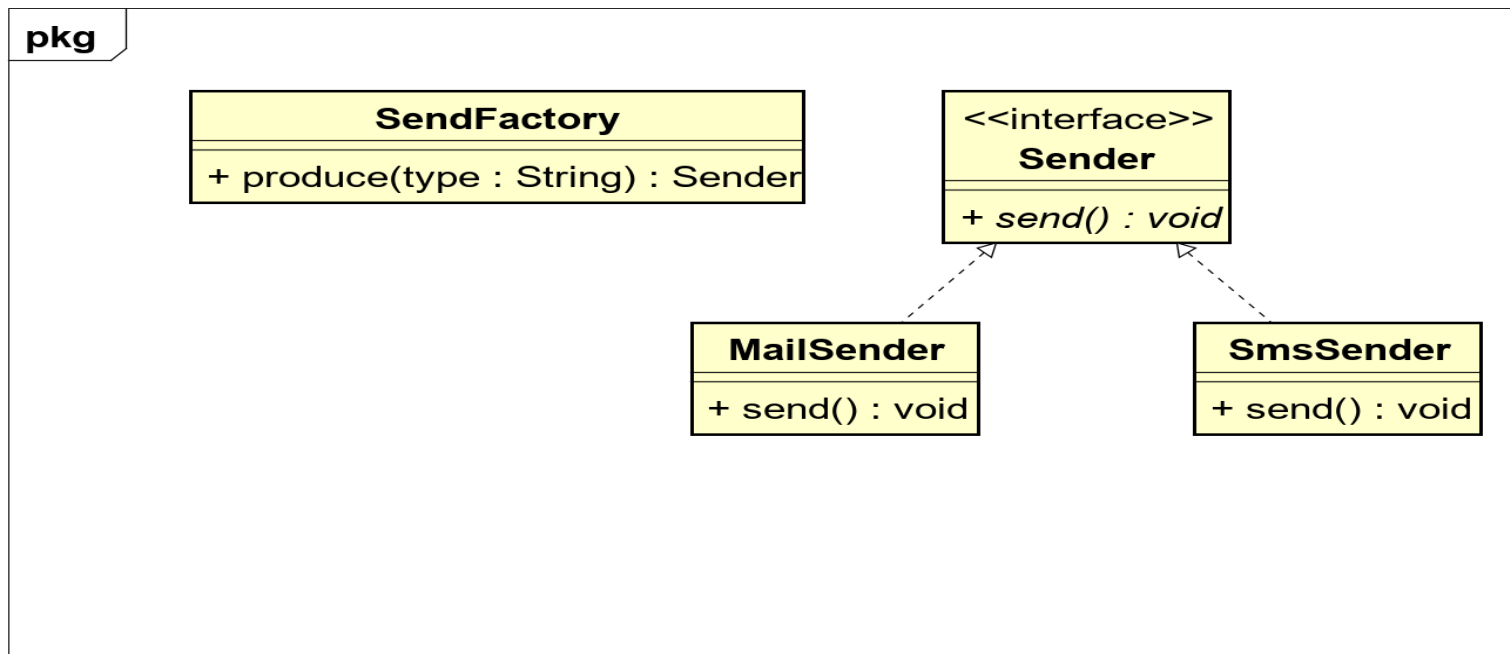 pkg
SendFactory
+ produce(type : String) : Sender
<<interface>>
Sender
+ send() : void
MailSender
+ send() : void
SmsSender
+ send() : void